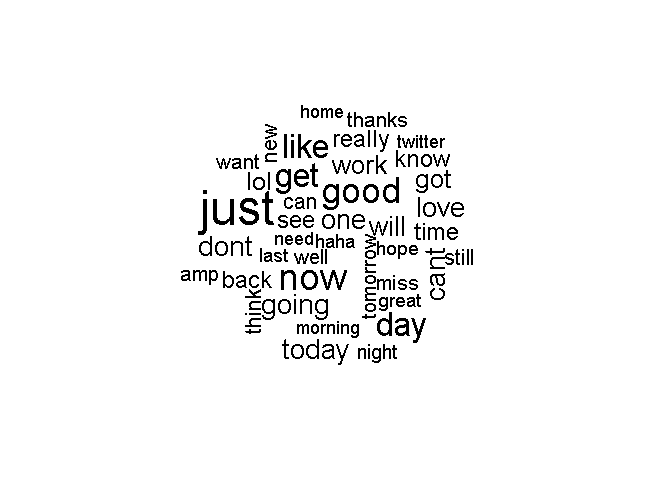 home
thanks
new
like
really
twitter
want
lol
get
work
know
got
just
can
good
love
see
one
will
time
dont
need
haha
last
well
tomorrow
hope
cant
still
amp
back
now
miss
think
going
great
morning
day
today
night